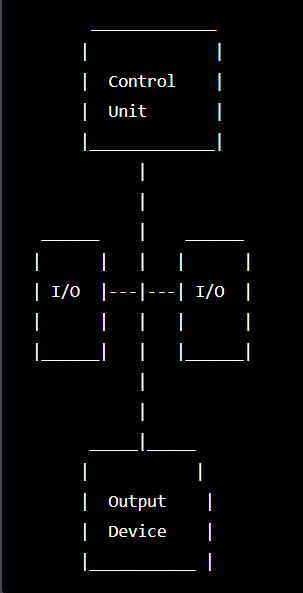 Control
Unit
I/O I/O
Output
Device